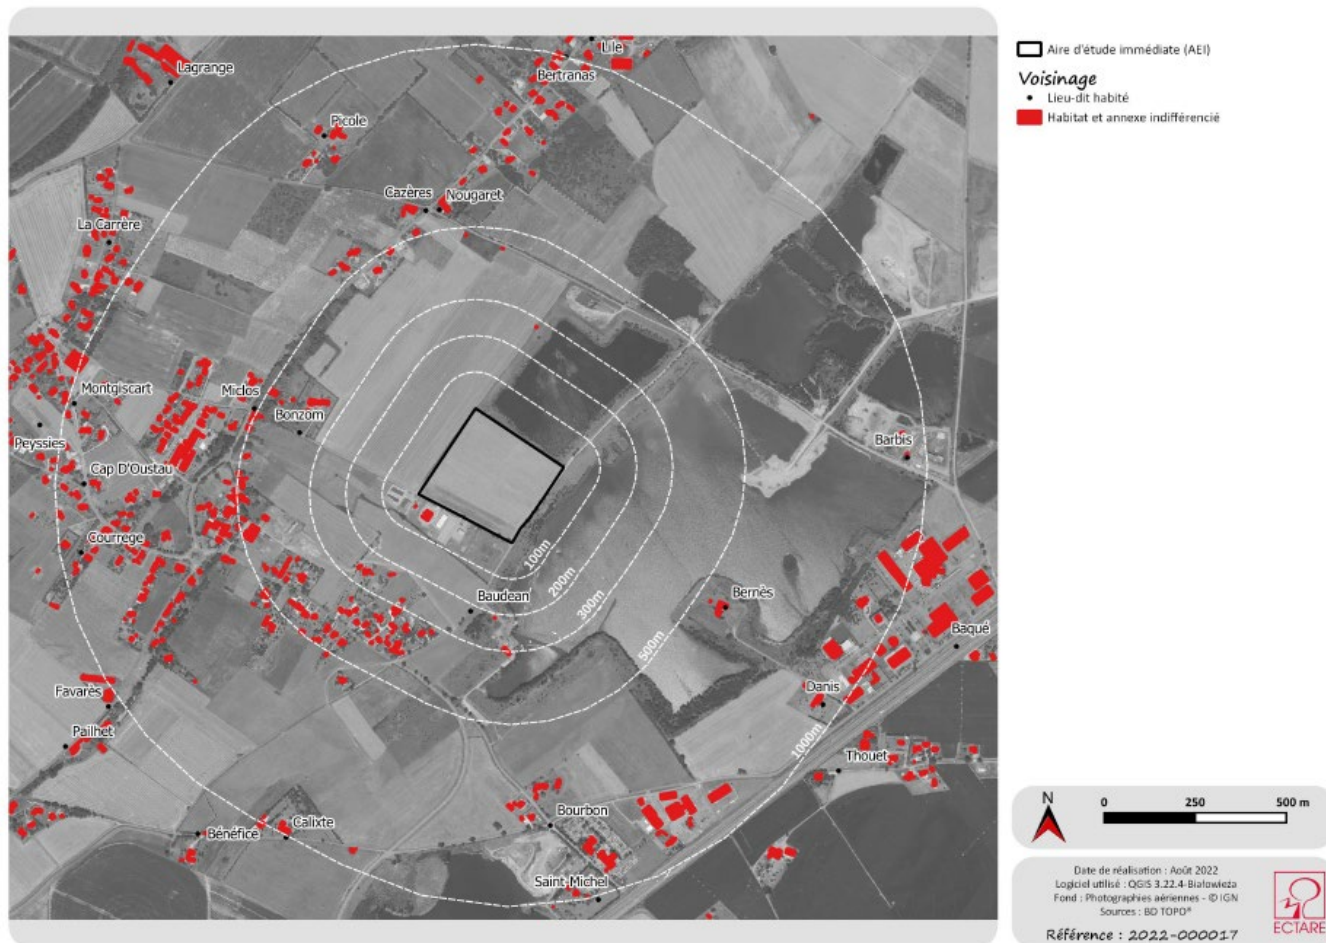 Lile
Bertranas
Lagrange
Picole
Cazères
Nougaret
La Carrère
Montgiscart
Miclos
Bonzom
Peyssies
Cap D'Oustau
Barbis
Courrege
Baudean
Bernès
Baqué
Favarès
Danis
Pailhet
Thouet
Bourbon
Bénéfice
Calixte
Saint-Michel
100m
200m
300m
500m
1000m
Aire d'étude immédiate (AEI)
Voisinage
Lieu-dit habité
Habitat et annexe indifférencié
N
0 250 500 m
Date de réalisation : Août 2022
Logiciel utilisé : QGIS 3.22.4-Białowieża
Fond : Photographies aériennes - © IGN
Sources : BD TOPO®
Référence : 2022-000017
ECTARE